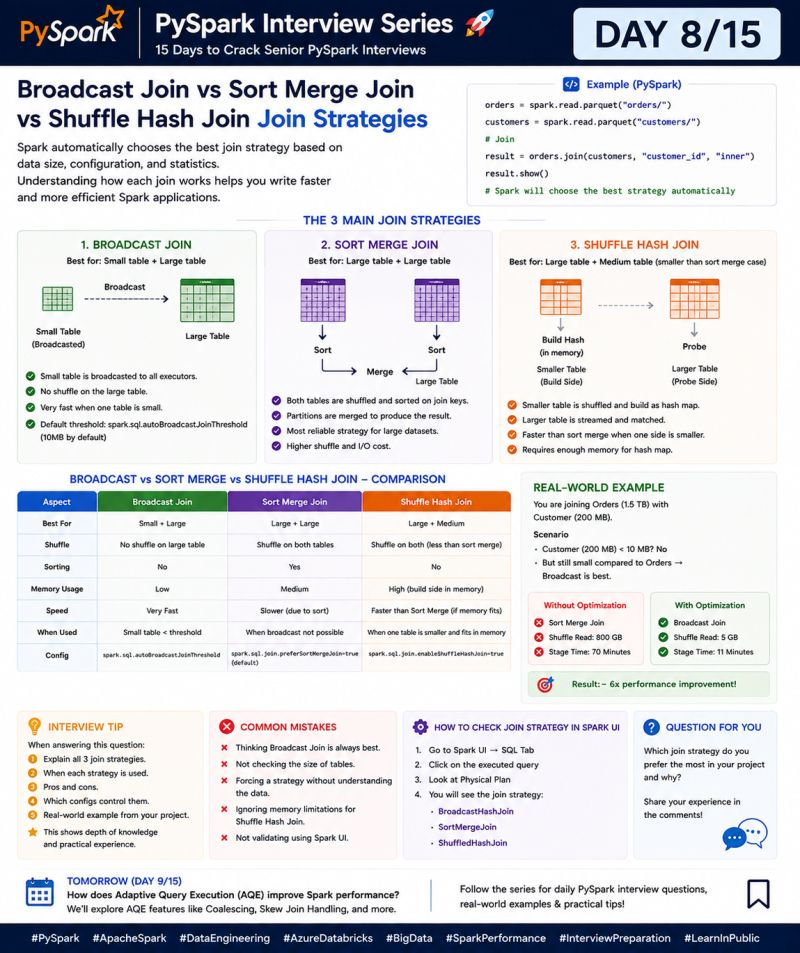 PySpark
PySpark Interview Series
15 Days to Crack Senior PySpark Interviews
DAY 8/15
Broadcast Join vs Sort Merge Join
vs Shuffle Hash Join Join Strategies
Spark automatically chooses the best join strategy based on
data size, configuration, and statistics.
Understanding how each join works helps you write faster
and more efficient Spark applications.
</> Example (PySpark)
orders = spark.read.parquet("orders/")
customers = spark.read.parquet("customers/")
# Join
result = orders.join(customers, "customer_id", "inner")
result.show()
# Spark will choose the best strategy automatically
THE 3 MAIN JOIN STRATEGIES
1. BROADCAST JOIN
Best for: Small table + Large table
Broadcast
Small Table
(Broadcasted)
Large Table
Small table is broadcasted to all executors.
No shuffle on the large table.
Very fast when one table is small.
Default threshold: spark.sql.autoBroadcastJoinThreshold
(10MB by default)
2. SORT MERGE JOIN
Best for: Large table + Large table
Sort
Sort
Merge
Large Table
Both tables are shuffled and sorted on join keys.
Partitions are merged to produce the result.
Most reliable strategy for large datasets.
Higher shuffle and I/O cost.
3. SHUFFLE HASH JOIN
Best for: Large table + Medium table (smaller than sort merge case)
Build Hash
(in memory)
Smaller Table
(Build Side)
Probe
Larger Table
(Probe Side)
Smaller table is shuffled and build as hash map.
Larger table is streamed and matched.
Faster than sort merge when one side is smaller.
Requires enough memory for hash map.
BROADCAST vs SORT MERGE vs SHUFFLE HASH JOIN – COMPARISON
Aspect Broadcast Join Sort Merge Join Shuffle Hash Join
Best For Small + Large Large + Large Large + Medium
Shuffle No shuffle on large table Shuffle on both tables Shuffle on both (less than sort merge)
Sorting No Yes No
Memory Usage Low Medium High (build side in memory)
Speed Very Fast Slower (due to sort) Faster than Sort Merge (if memory fits)
When Used Small table < threshold When broadcast not possible When one table is smaller and fits in memory
Config spark.sql.autoBroadcastJoinThreshold spark.sql.join.preferSortMergeJoin=true spark.sql.join.enableShuffleHashJoin=true
(default)
REAL-WORLD EXAMPLE
You are joining Orders (1.5 TB) with
Customer (200 MB).
Scenario
• Customer (200 MB) < 10 MB? No
• But still small compared to Orders →
Broadcast is best.
Without Optimization
Sort Merge Join
Shuffle Read: 800 GB
Stage Time: 70 Minutes
With Optimization
Broadcast Join
Shuffle Read: 5 GB
Stage Time: 11 Minutes
Result: ~ 6x performance improvement!
INTERVIEW TIP
When answering this question:
1 Explain all 3 join strategies.
2 When each strategy is used.
3 Pros and cons.
4 Which configs control them.
5 Real-world example from your project.
This shows depth of knowledge
and practical experience.
COMMON MISTAKES
Thinking Broadcast Join is always best.
Not checking the size of tables.
Forcing a strategy without understanding
the data.
Ignoring memory limitations for
Shuffle Hash Join.
Not validating using Spark UI.
HOW TO CHECK JOIN STRATEGY IN SPARK UI
1. Go to Spark UI → SQL Tab
2. Click on the executed query
3. Look at Physical Plan
4. You will see the join strategy:
• BroadcastHashJoin
• SortMergeJoin
• ShuffledHashJoin
? QUESTION FOR YOU
Which join strategy do you
prefer the most in your project
and why?
Share your experience in
the comments!
TOMORROW (DAY 9/15)
How does Adaptive Query Execution (AQE) improve Spark performance?
We'll explore AQE features like Coalescing, Skew Join Handling, and more.
Follow the series for daily PySpark interview questions,
real-world examples & practical tips!
#PySpark #ApacheSpark #DataEngineering #AzureDatabricks #BigData #SparkPerformance #InterviewPreparation #LearnInPublic